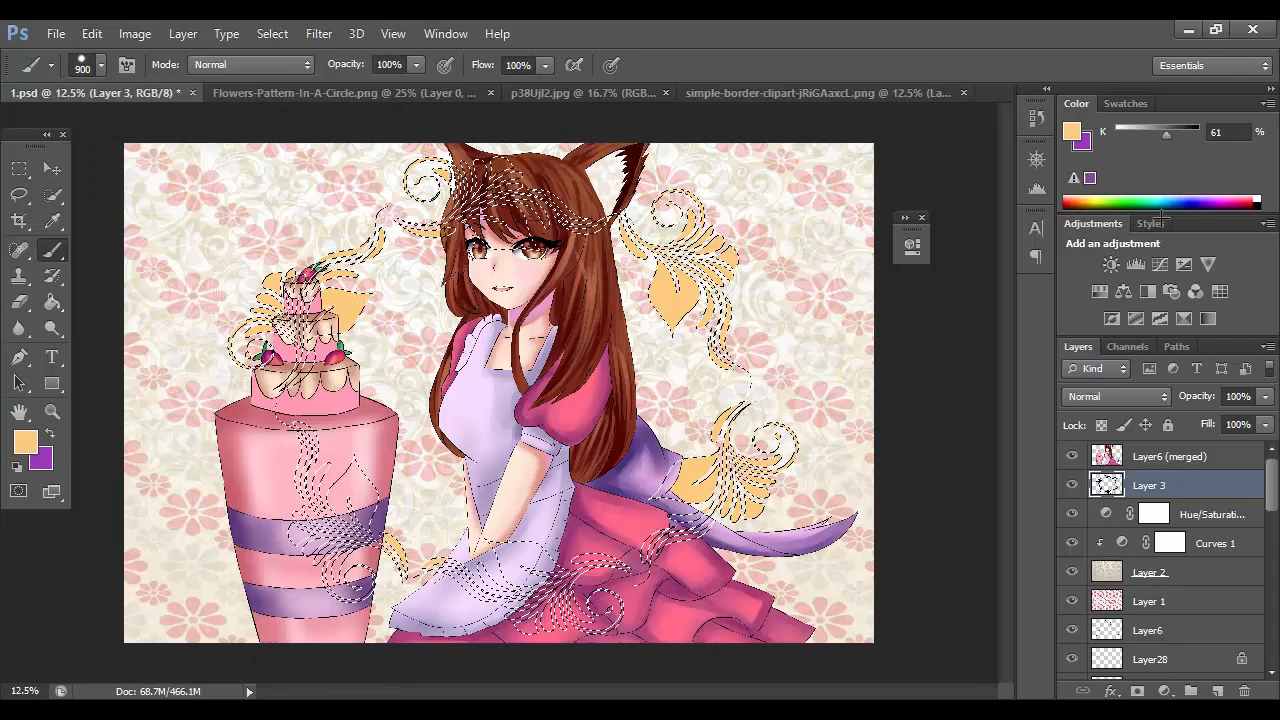 Ps File Edit Image Layer Type Select Filter 3D View Window Help
900 Mode: Normal Opacity: 100% Flow: 100% Essentials
1.psd @ 12.5% (Layer 3, RGB/8) * × Flowers-Pattern-In-A-Circle.png @ 25% (Layer 0, ... × p38UjI2.jpg @ 16.7% (RGB... × simple-border-clipart-jRiGAaxcL.png @ 12.5% (La... ×
Color Swatches
K 61 %
Adjustments Styles
Add an adjustment
Layers Channels Paths
Kind
Normal Opacity: 100%
Lock: Fill: 100%
Layer6 (merged)
Layer 3
Hue/Saturati...
Curves 1
Layer 2
Layer 1
Layer6
Layer28
12.5% Doc: 68.7M/466.1M